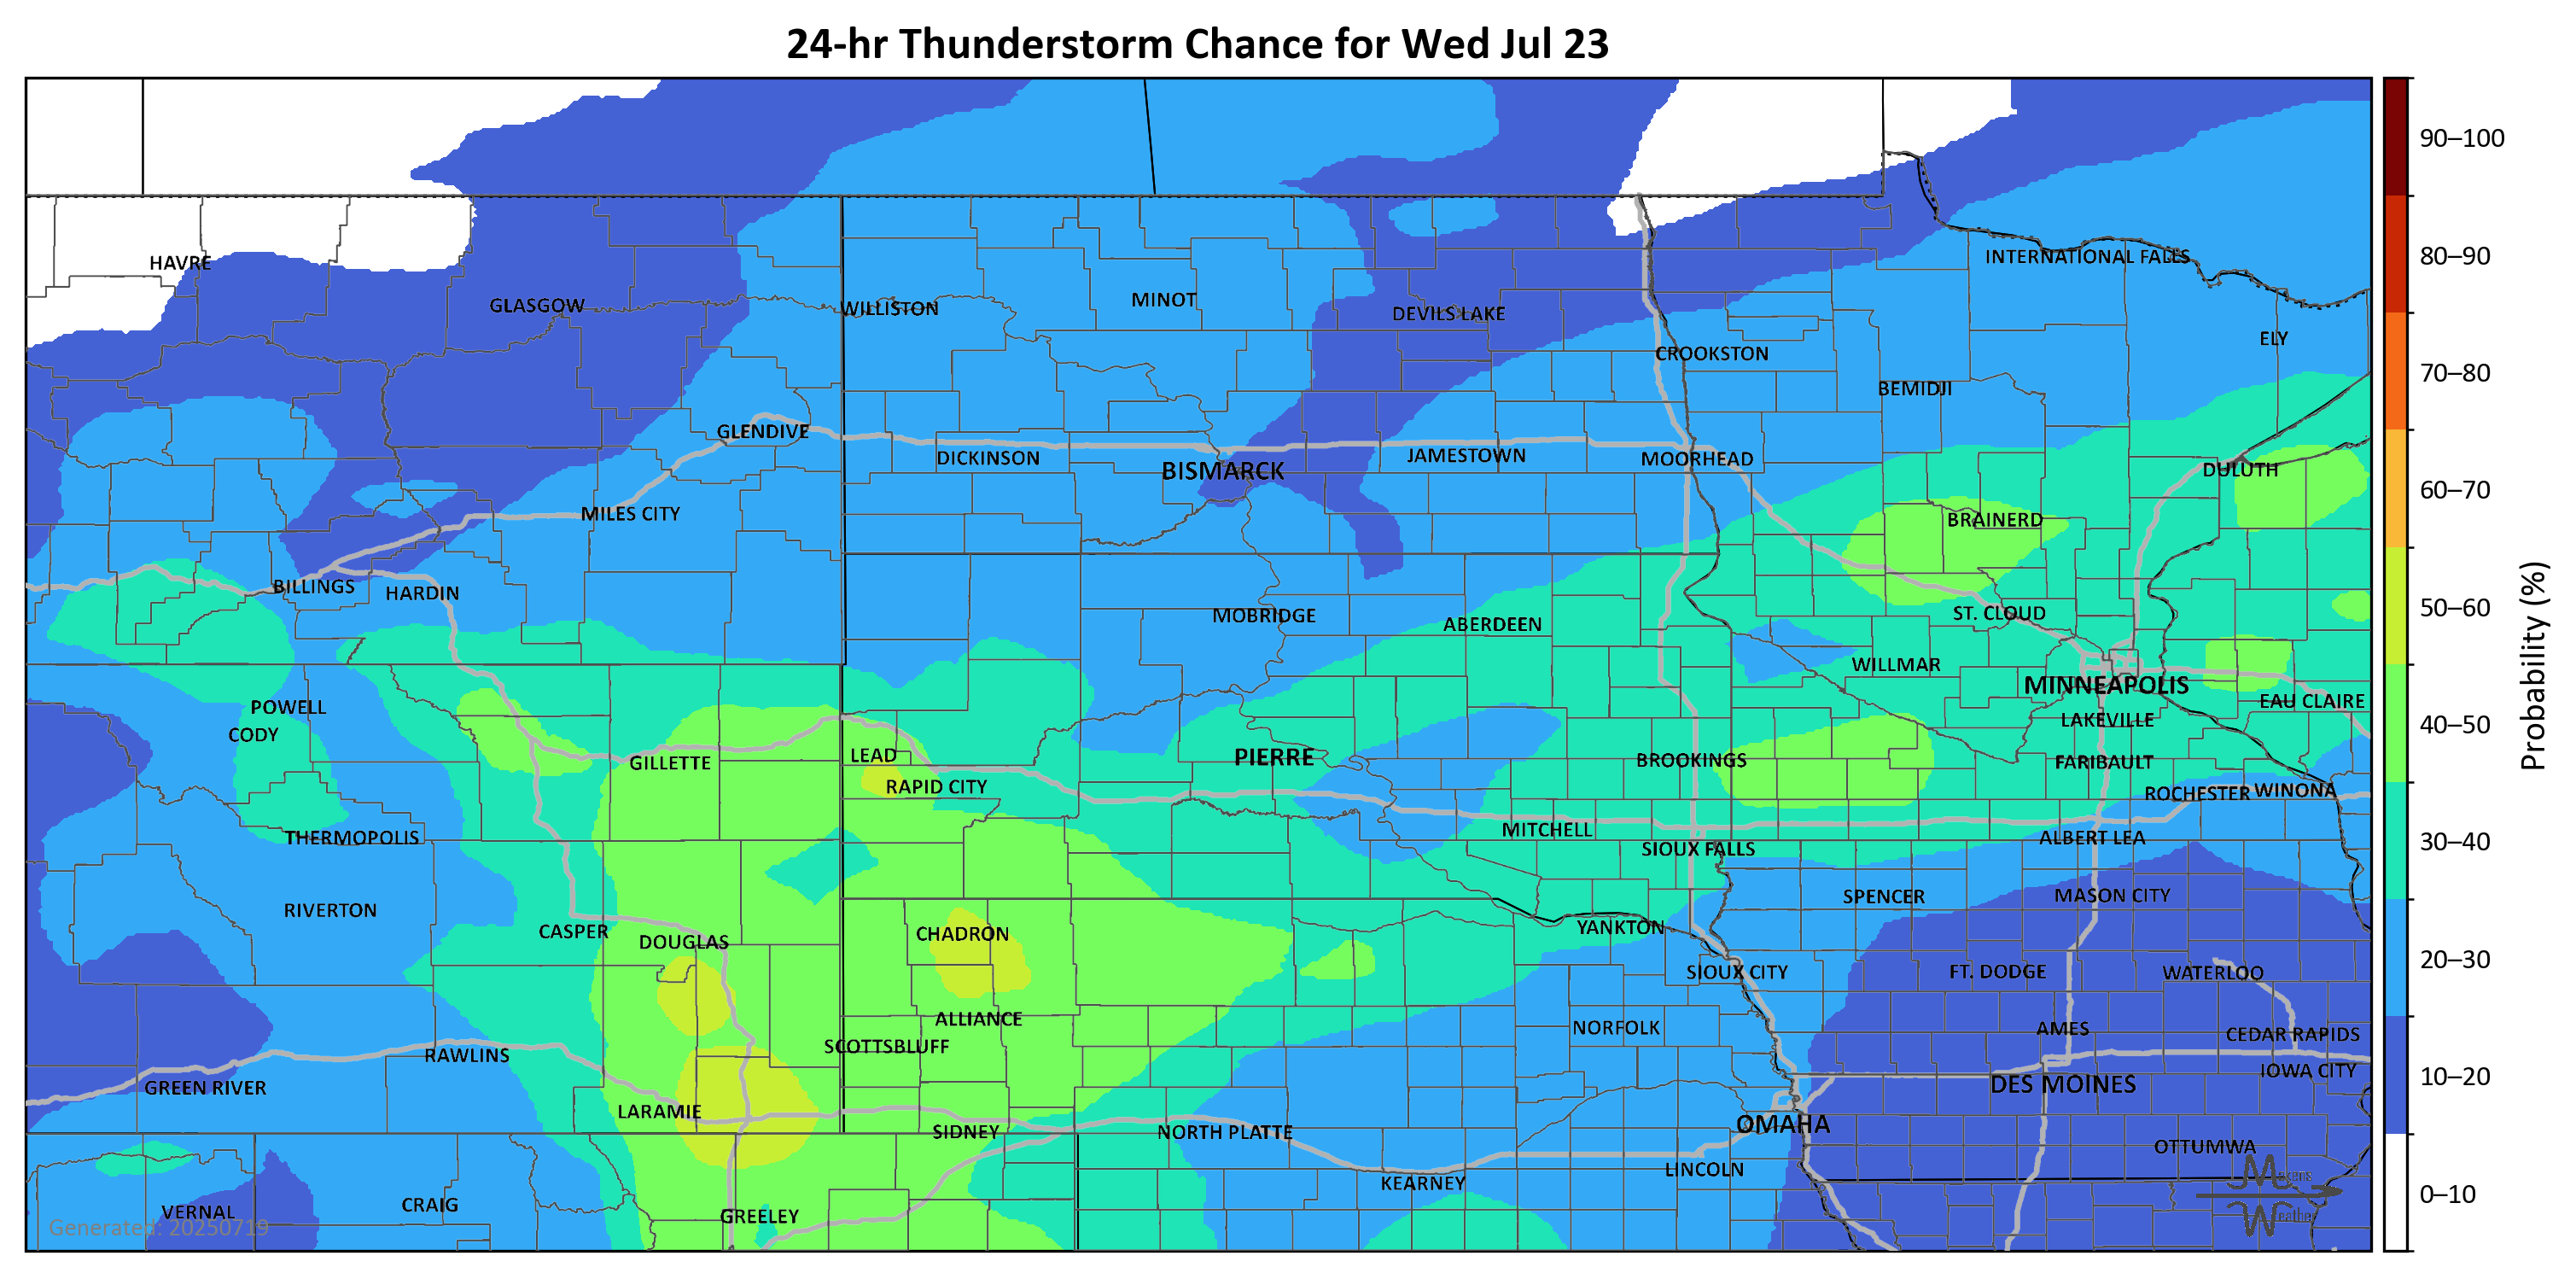 24-hr Thunderstorm Chance for Wed Jul 23
90–100
80–90
70–80
60–70
50–60
40–50
30–40
20–30
10–20
0–10
Probability (%)
HAVRE
INTERNATIONAL FALLS
GLASGOW
WILLISTON
MINOT
DEVILS LAKE
ELY
CROOKSTON
BEMIDJI
GLENDIVE
DICKINSON
BISMARCK
JAMESTOWN
MOORHEAD
DULUTH
MILES CITY
BRAINERD
BILLINGS
HARDIN
MOBRIDGE
ABERDEEN
ST. CLOUD
WILLMAR
MINNEAPOLIS
POWELL
EAU CLAIRE
CODY
LAKEVILLE
GILLETTE
LEAD
PIERRE
BROOKINGS
FARIBAULT
RAPID CITY
ROCHESTER
WINONA
THERMOPOLIS
MITCHELL
ALBERT LEA
SIOUX FALLS
RIVERTON
SPENCER
MASON CITY
CASPER
DOUGLAS
CHADRON
YANKTON
SIOUX CITY
FT. DODGE
WATERLOO
ALLIANCE
NORFOLK
AMES
CEDAR RAPIDS
RAWLINS
SCOTTSBLUFF
IOWA CITY
GREEN RIVER
DES MOINES
LARAMIE
OMAHA
SIDNEY
NORTH PLATTE
OTTUMWA
LINCOLN
KEARNEY
VERNAL
CRAIG
GREELEY
Generated: 20250719
Makens
Weather